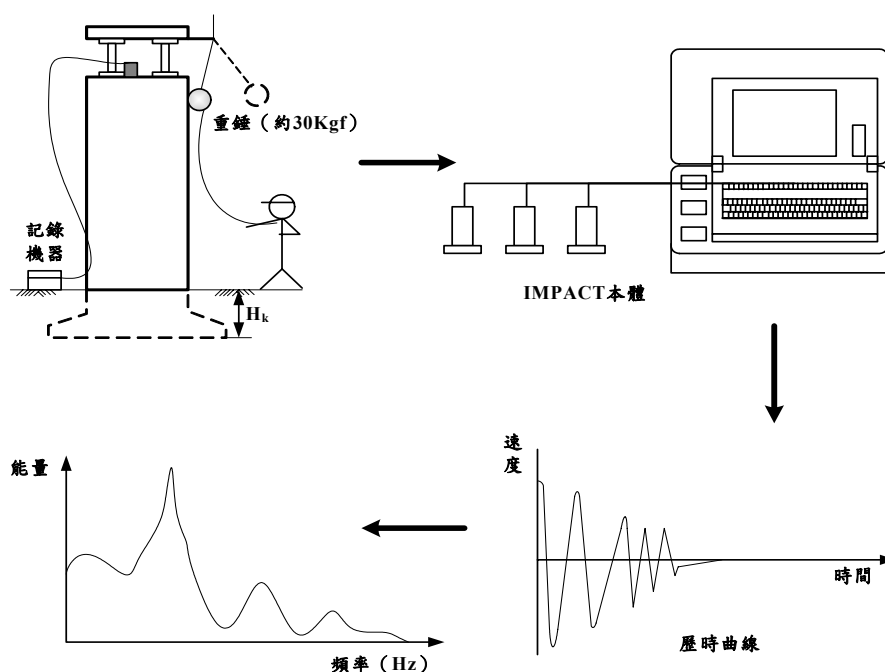 重錘（約30Kgf）
記錄
機器
Hk
IMPACT本體
速
度
時間
歷時曲線
能量
頻率（Hz）